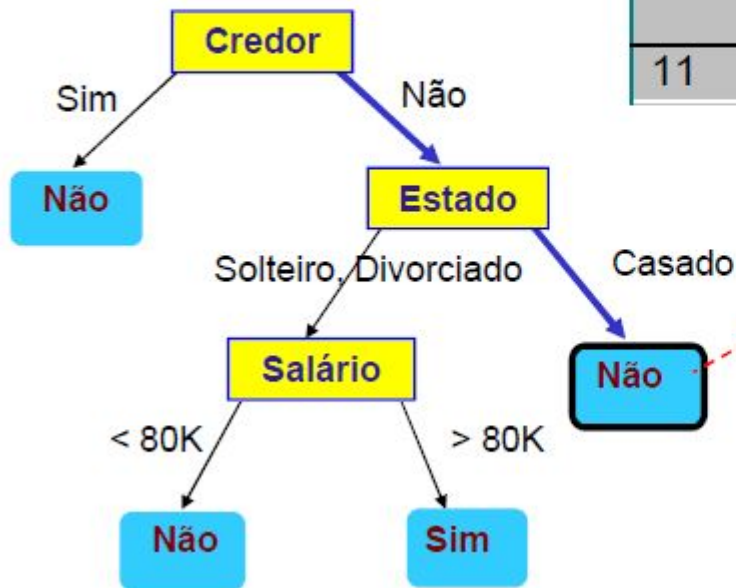 Credor
11
Sim
Não
Não
Estado
Solteiro, Divorciado
Casado
Salário
Não
< 80K
> 80K
Não
Sim